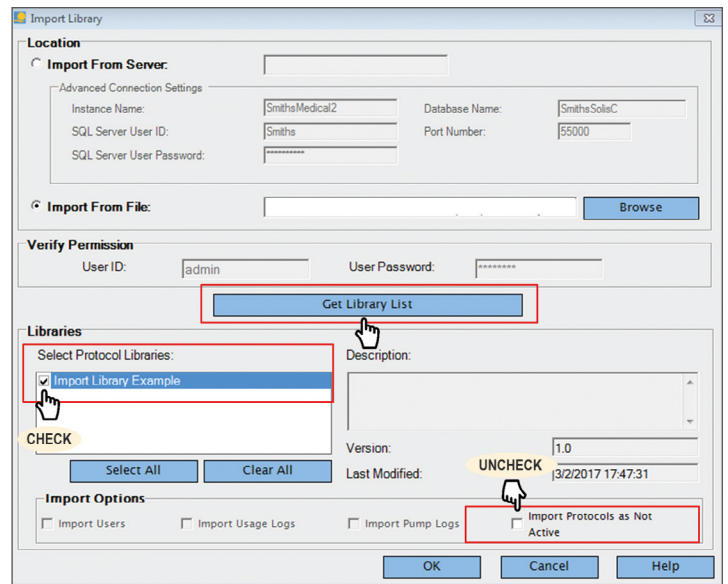 Import Library
Location
Import From Server:
Advanced Connection Settings
Instance Name: SmithsMedical2 Database Name: SmithsSolisC
SQL Server User ID: Smiths Port Number: 55000
SQL Server User Password: **********
Import From File: Browse
Verify Permission
User ID: admin User Password: ********
Get Library List
Libraries
Select Protocol Libraries: Description:
Import Library Example
CHECK
Version: 1.0
Select All Clear All Last Modified: 3/2/2017 17:47:31
UNCHECK
Import Options
Import Users Import Usage Logs Import Pump Logs Import Protocols as Not
Active
OK Cancel Help